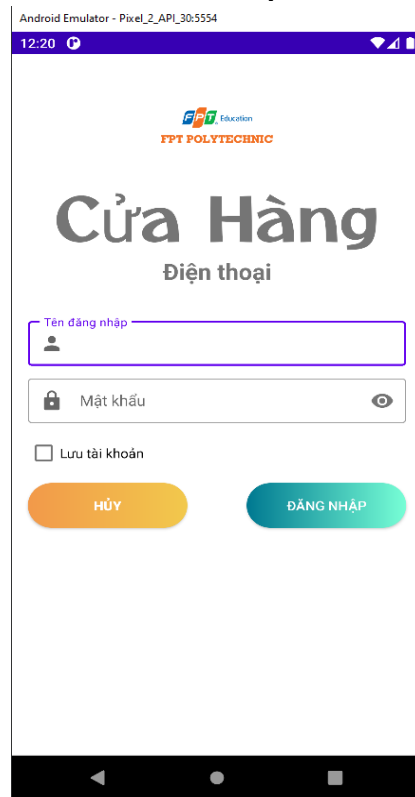 Android Emulator - Pixel_2_API_30:5554
12:20
FPT Education
FPT POLYTECHNIC
Cửa Hàng
Điện thoại
Tên đăng nhập
Mật khẩu
Lưu tài khoản
HỦY ĐĂNG NHẬP